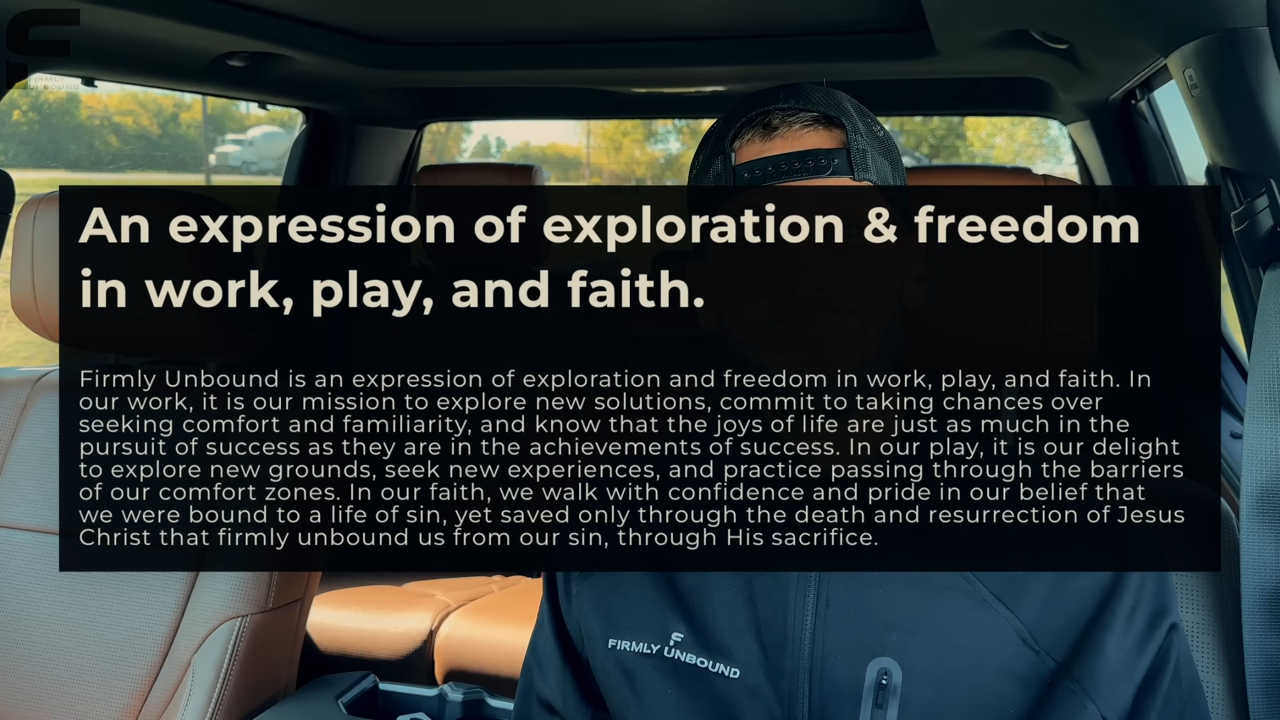 FIRMLY
UNBOUND
An expression of exploration & freedom
in work, play, and faith.
Firmly Unbound is an expression of exploration and freedom in work, play, and faith. In
our work, it is our mission to explore new solutions, commit to taking chances over
seeking comfort and familiarity, and know that the joys of life are just as much in the
pursuit of success as they are in the achievements of success. In our play, it is our delight
to explore new grounds, seek new experiences, and practice passing through the barriers
of our comfort zones. In our faith, we walk with confidence and pride in our belief that
we were bound to a life of sin, yet saved only through the death and resurrection of Jesus
Christ that firmly unbound us from our sin, through His sacrifice.
FIRMLY UNBOUND